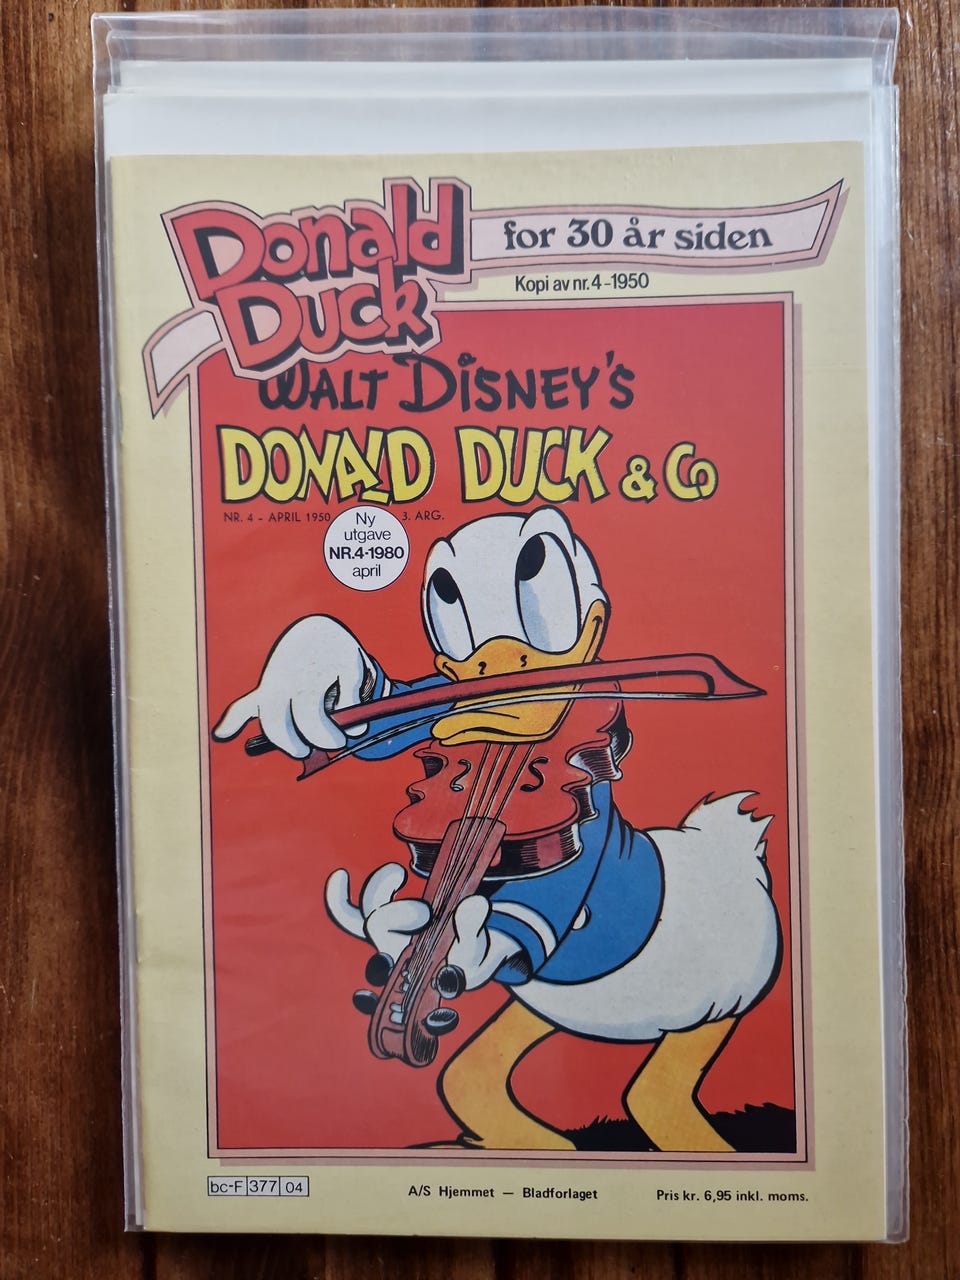 Donald
Duck
for 30 år siden
Kopi av nr. 4-1950
WALT DISNEY'S
DONALD DUCK & Co
NR. 4 - APRIL 1950 3. ARG.
Ny
utgave
NR.4-1980
april
bc-F 377 04
A/S Hjemmet — Bladforlaget
Pris kr. 6,95 inkl. moms.